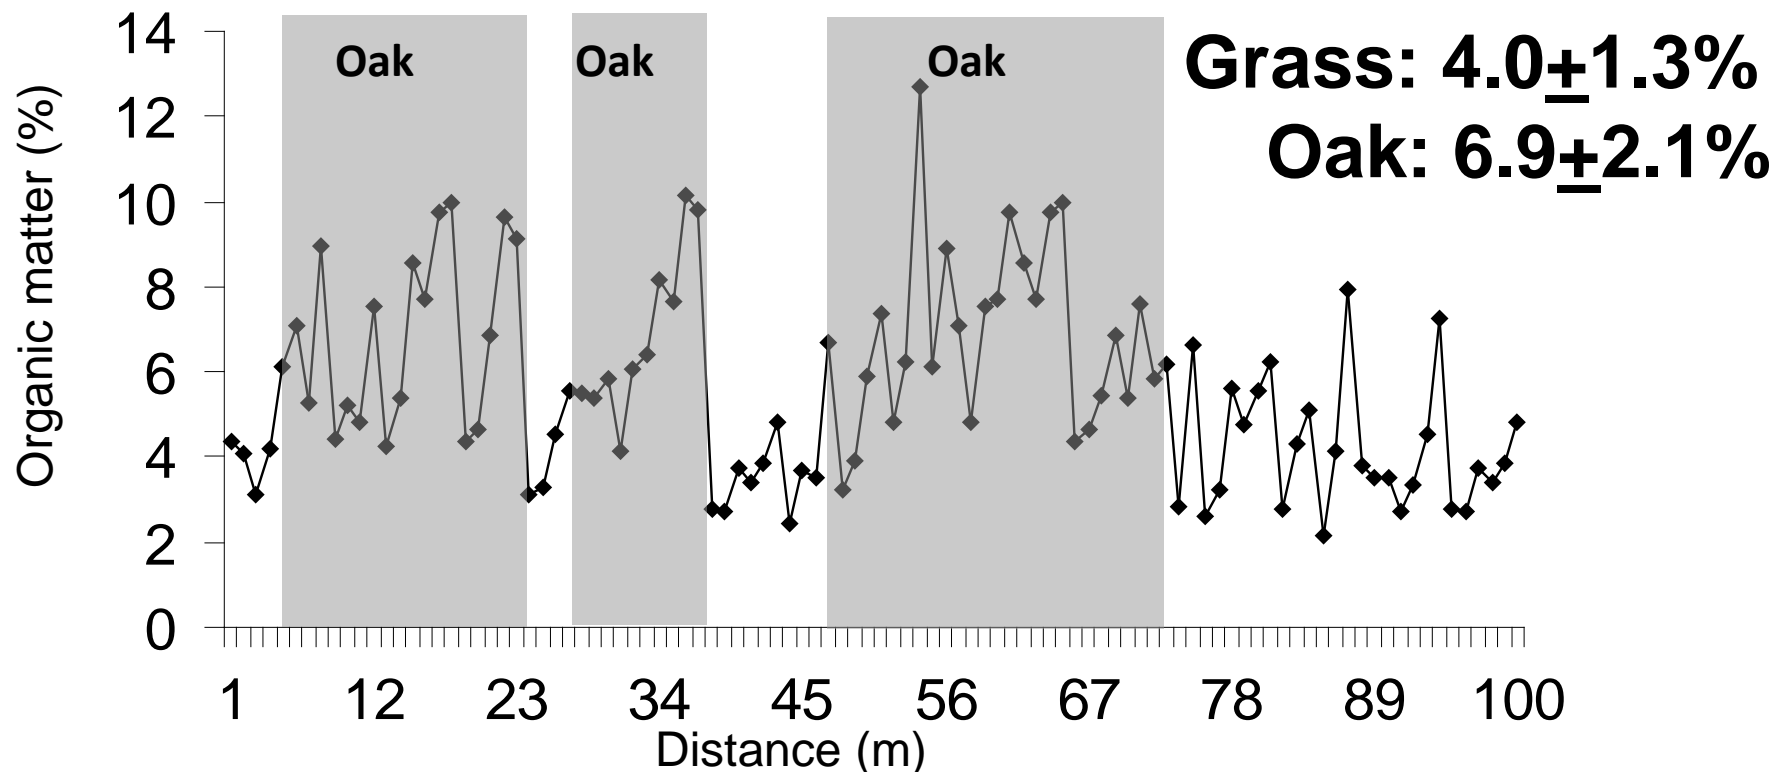 Organic matter (%)
14
12
10
8
6
4
2
0
Oak
Oak
Oak
Grass: 4.0±1.3%
Oak: 6.9±2.1%
1 12 23 34 45 56 67 78 89 100
Distance (m)